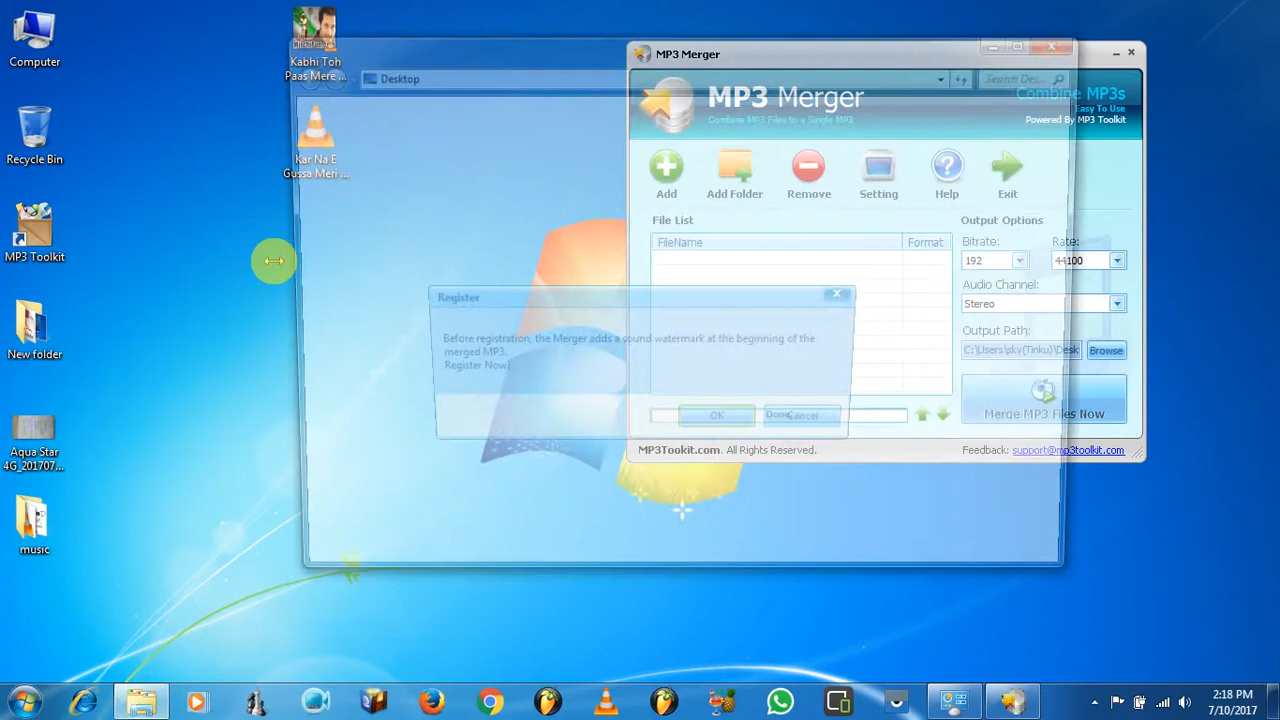 Computer
Recycle Bin
MP3 Toolkit
New folder
Aqua Star
4G_201707...
music
Kabhi Toh
Paas Mere ...
Kar Na E
Gussa Meri ...
Desktop
Search Des...
MP3 Merger
MP3 Merger
Combine MP3 Files to a Single MP3
Combine MP3s
Easy To Use
Powered By MP3 Toolkit
Add
Add Folder
Remove
Setting
Help
Exit
File List
FileName
Format
Output Options
Bitrate:
Rate:
192
44100
Audio Channel:
Stereo
Output Path:
C:\Users\sky(Tinku)\Desk
Browse
Merge MP3 Files Now
Done
MP3Tookit.com. All Rights Reserved.
Feedback: support@mp3toolkit.com
Register
Before registration, the Merger adds a sound watermark at the beginning of the
merged MP3.
Register Now?
OK
Cancel
2:18 PM
7/10/2017